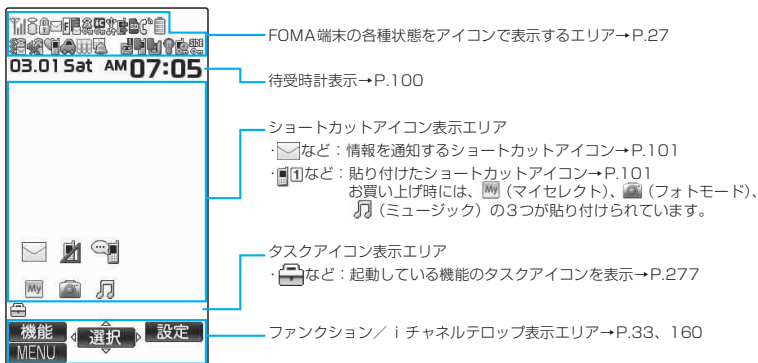 FOMA端末の各種状態をアイコンで表示するエリア→P.27
03.01 Sat AM 07:05
待受時計表示→P.100
ショートカットアイコン表示エリア
・など：情報を通知するショートカットアイコン→P.101
・1など：貼り付けたショートカットアイコン→P.101
お買い上げ時には、My（マイセレクト）、（フォトモード）、
（ミュージック）の3つが貼り付けられています。
My
タスクアイコン表示エリア
・など：起動している機能のタスクアイコンを表示→P.277
機能 選択 設定
MENU
ファンクション／ｉチャネルテロップ表示エリア→P.33、160